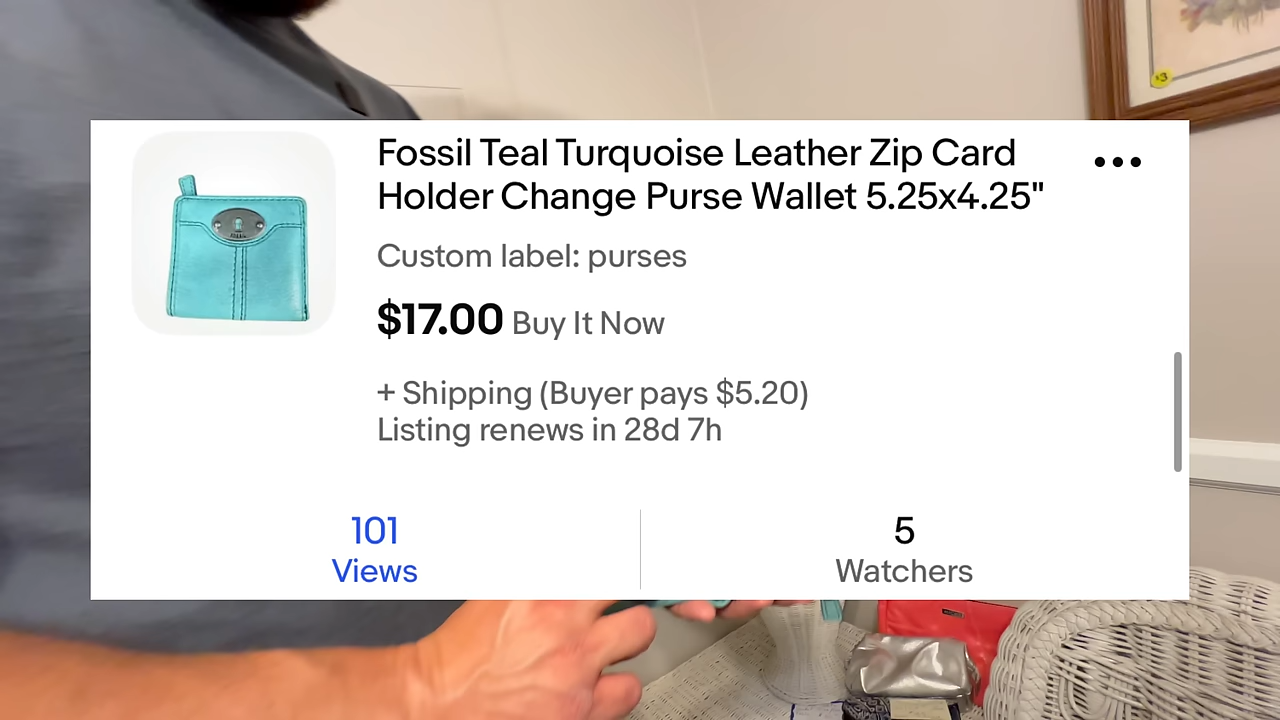 $3
Fossil Teal Turquoise Leather Zip Card
Holder Change Purse Wallet 5.25x4.25"
Custom label: purses
$17.00 Buy It Now
+ Shipping (Buyer pays $5.20)
Listing renews in 28d 7h
101
Views
5
Watchers